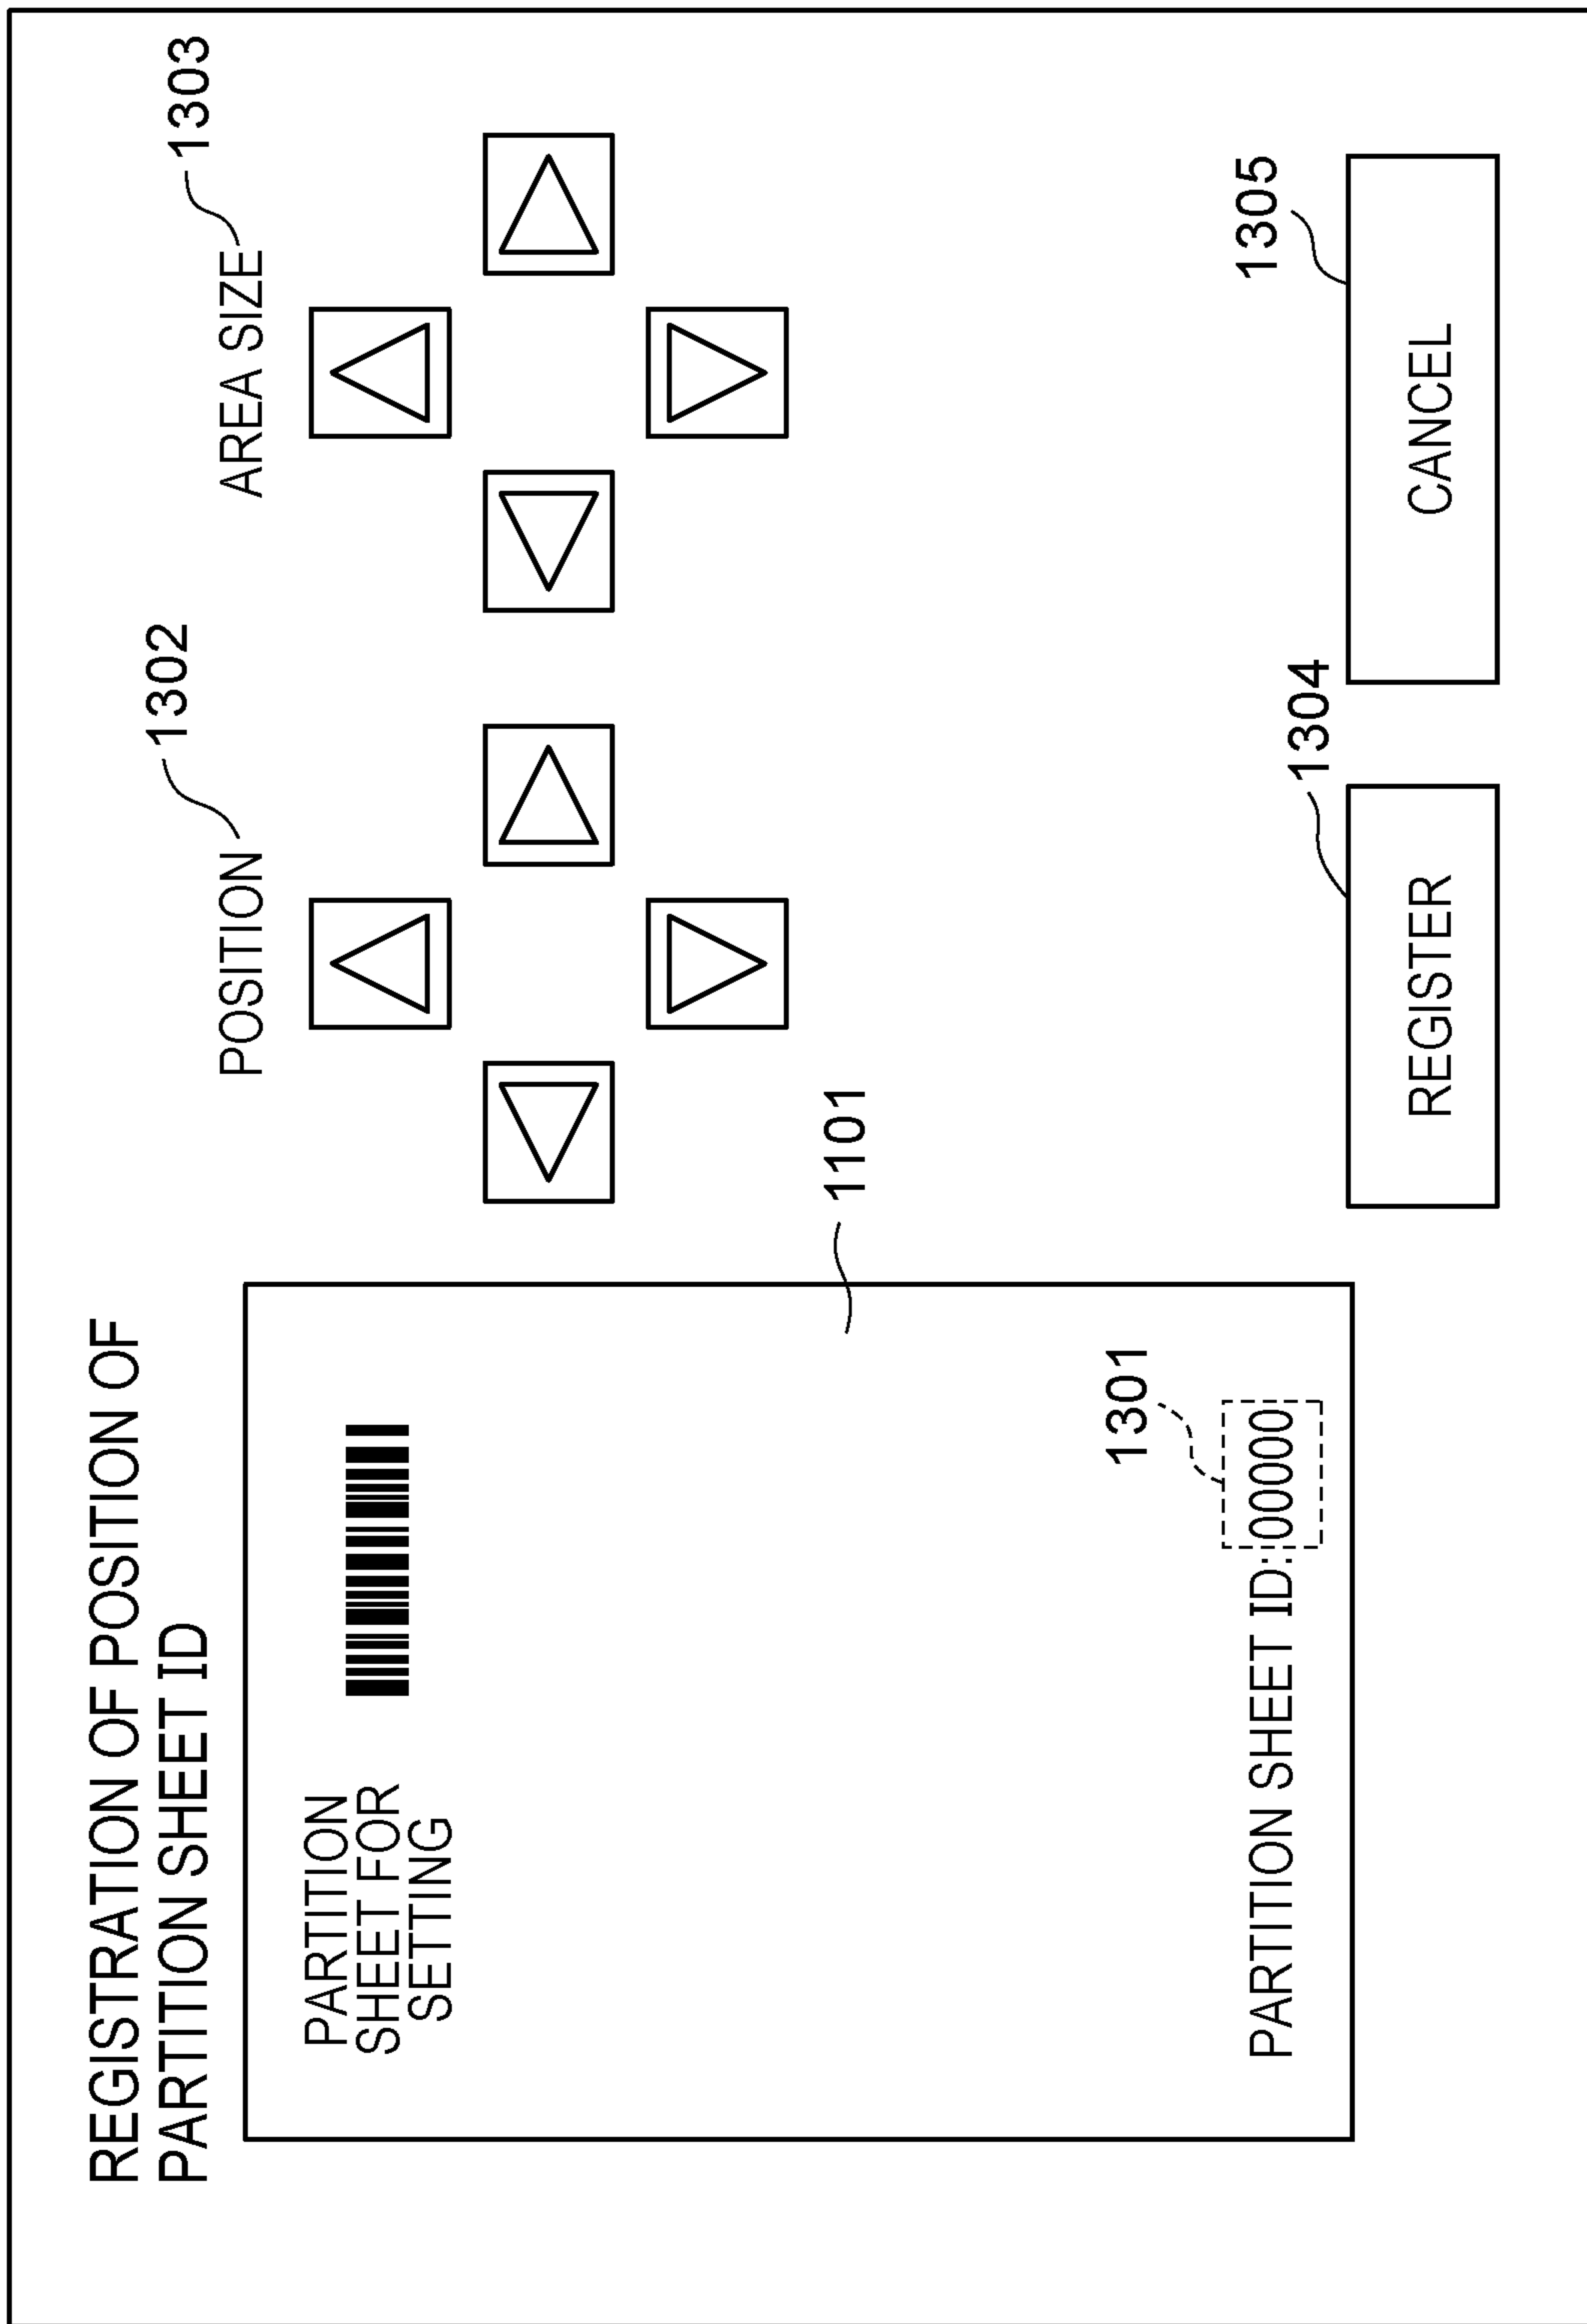 REGISTRATION OF POSITION OF
PARTITION SHEET ID
PARTITION
SHEET FOR
SETTING
PARTITION SHEET ID: 00000
1301
1101
POSITION
1302
AREA SIZE
1303
REGISTER
1304
CANCEL
1305